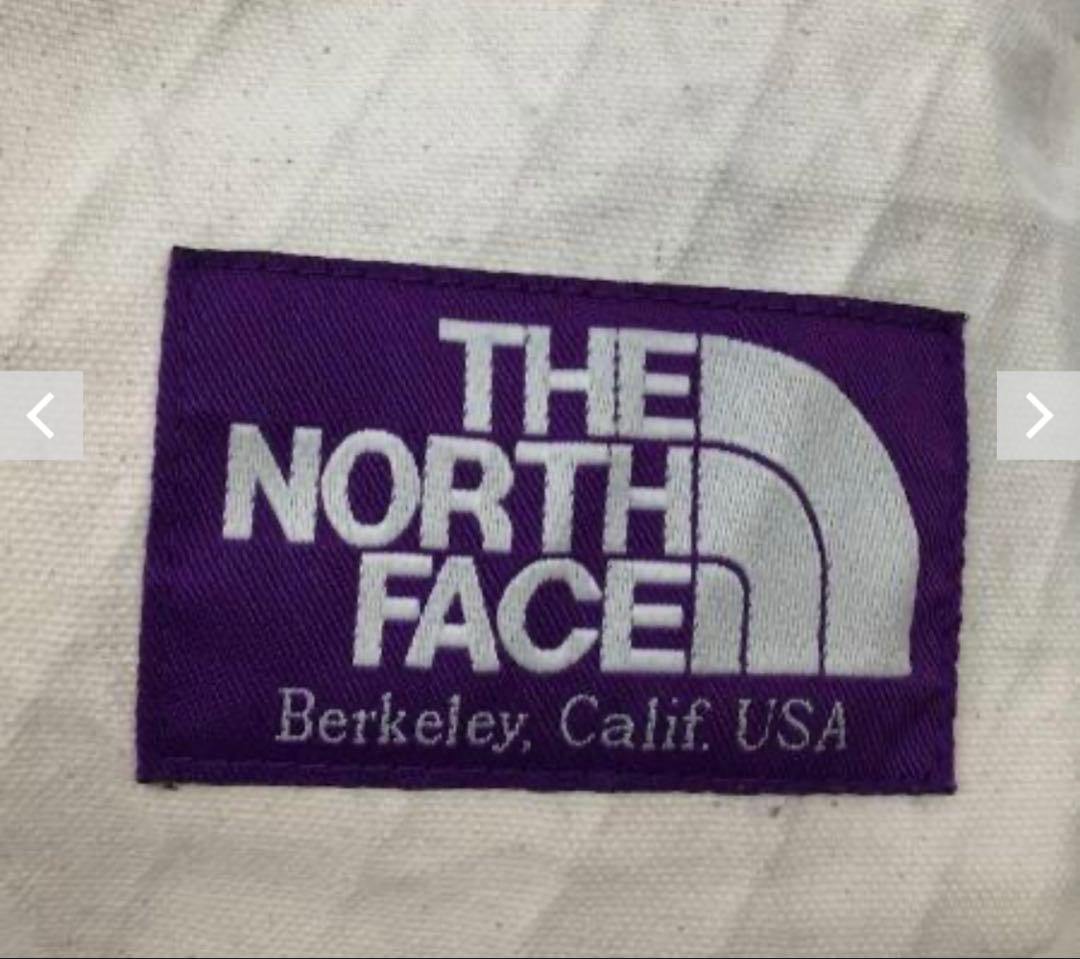 THE
NORTH
FACE
Berkeley, Calif. USA